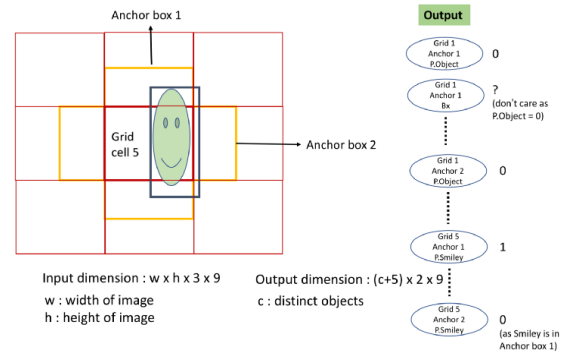 Anchor box 1
Grid
cell 5
Anchor box 2
Input dimension : w x h x 3 x 9
w : width of image
h : height of image
Output dimension : (c+5) x 2 x 9
c : distinct objects
Output
Grid 1
Anchor 1
P.Object
0
Grid 1
Anchor 1
Bx
?
(don't care as
P.Object = 0)
Grid 1
Anchor 2
P.Object
0
Grid 5
Anchor 1
P.Smiley
1
Grid 5
Anchor 2
P.Smiley
0
(as Smiley is in
Anchor box 1)